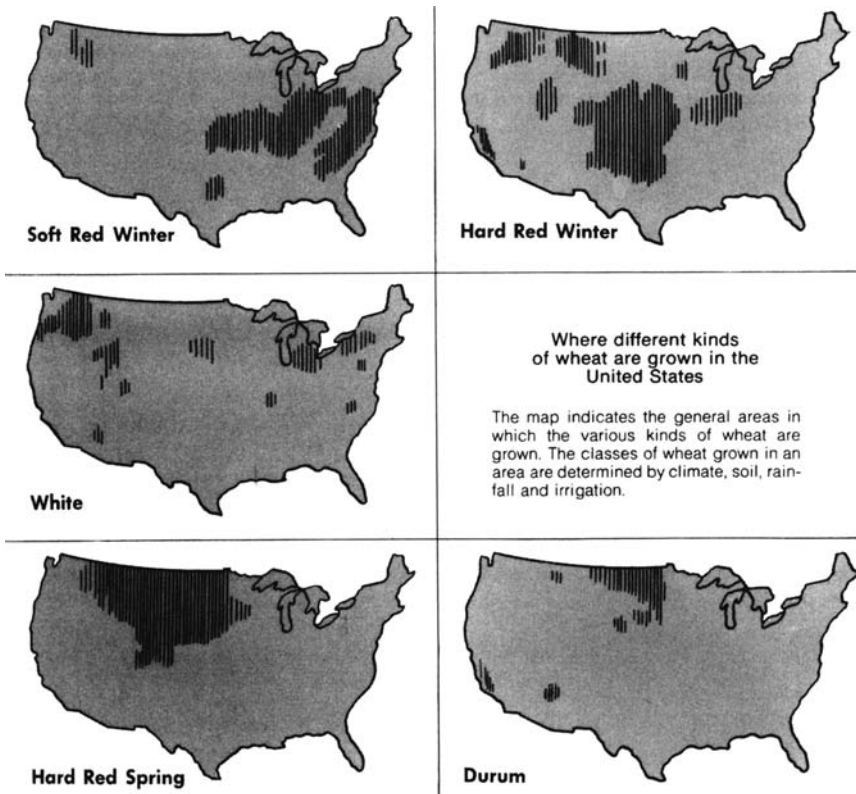 Soft Red Winter
Hard Red Winter
White
Where different kinds
of wheat are grown in the
United States
The map indicates the general areas in
which the various kinds of wheat are
grown. The classes of wheat grown in an
area are determined by climate, soil, rain-
fall and irrigation.
Hard Red Spring
Durum